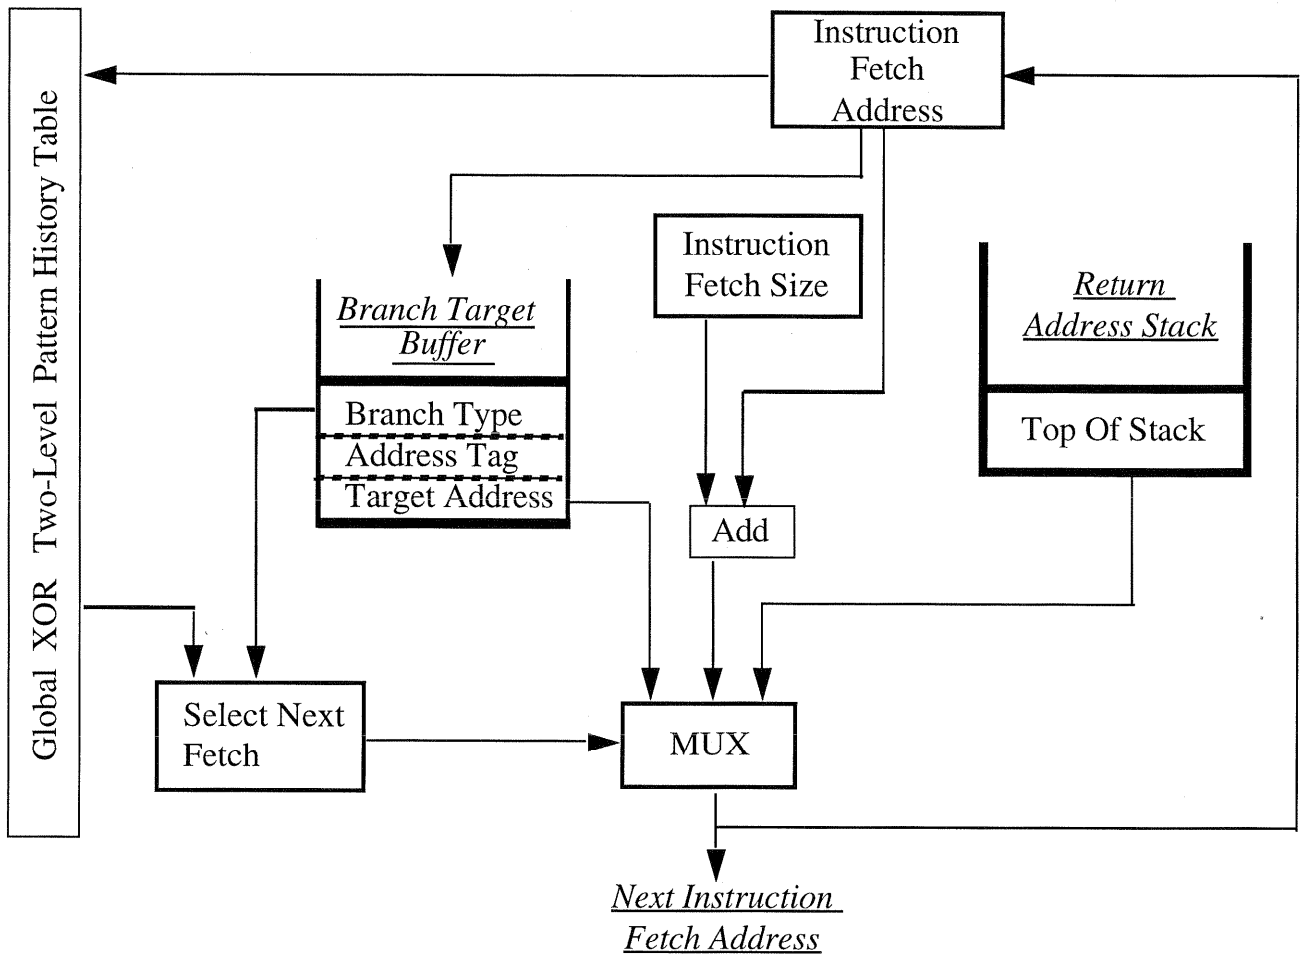 Instruction
Fetch
Address
Global XOR Two-Level Pattern History Table
Instruction
Fetch Size
Branch Target
Buffer
Return
Address Stack
Branch Type
Address Tag
Target Address
Top Of Stack
Add
Select Next
Fetch
MUX
Next Instruction
Fetch Address